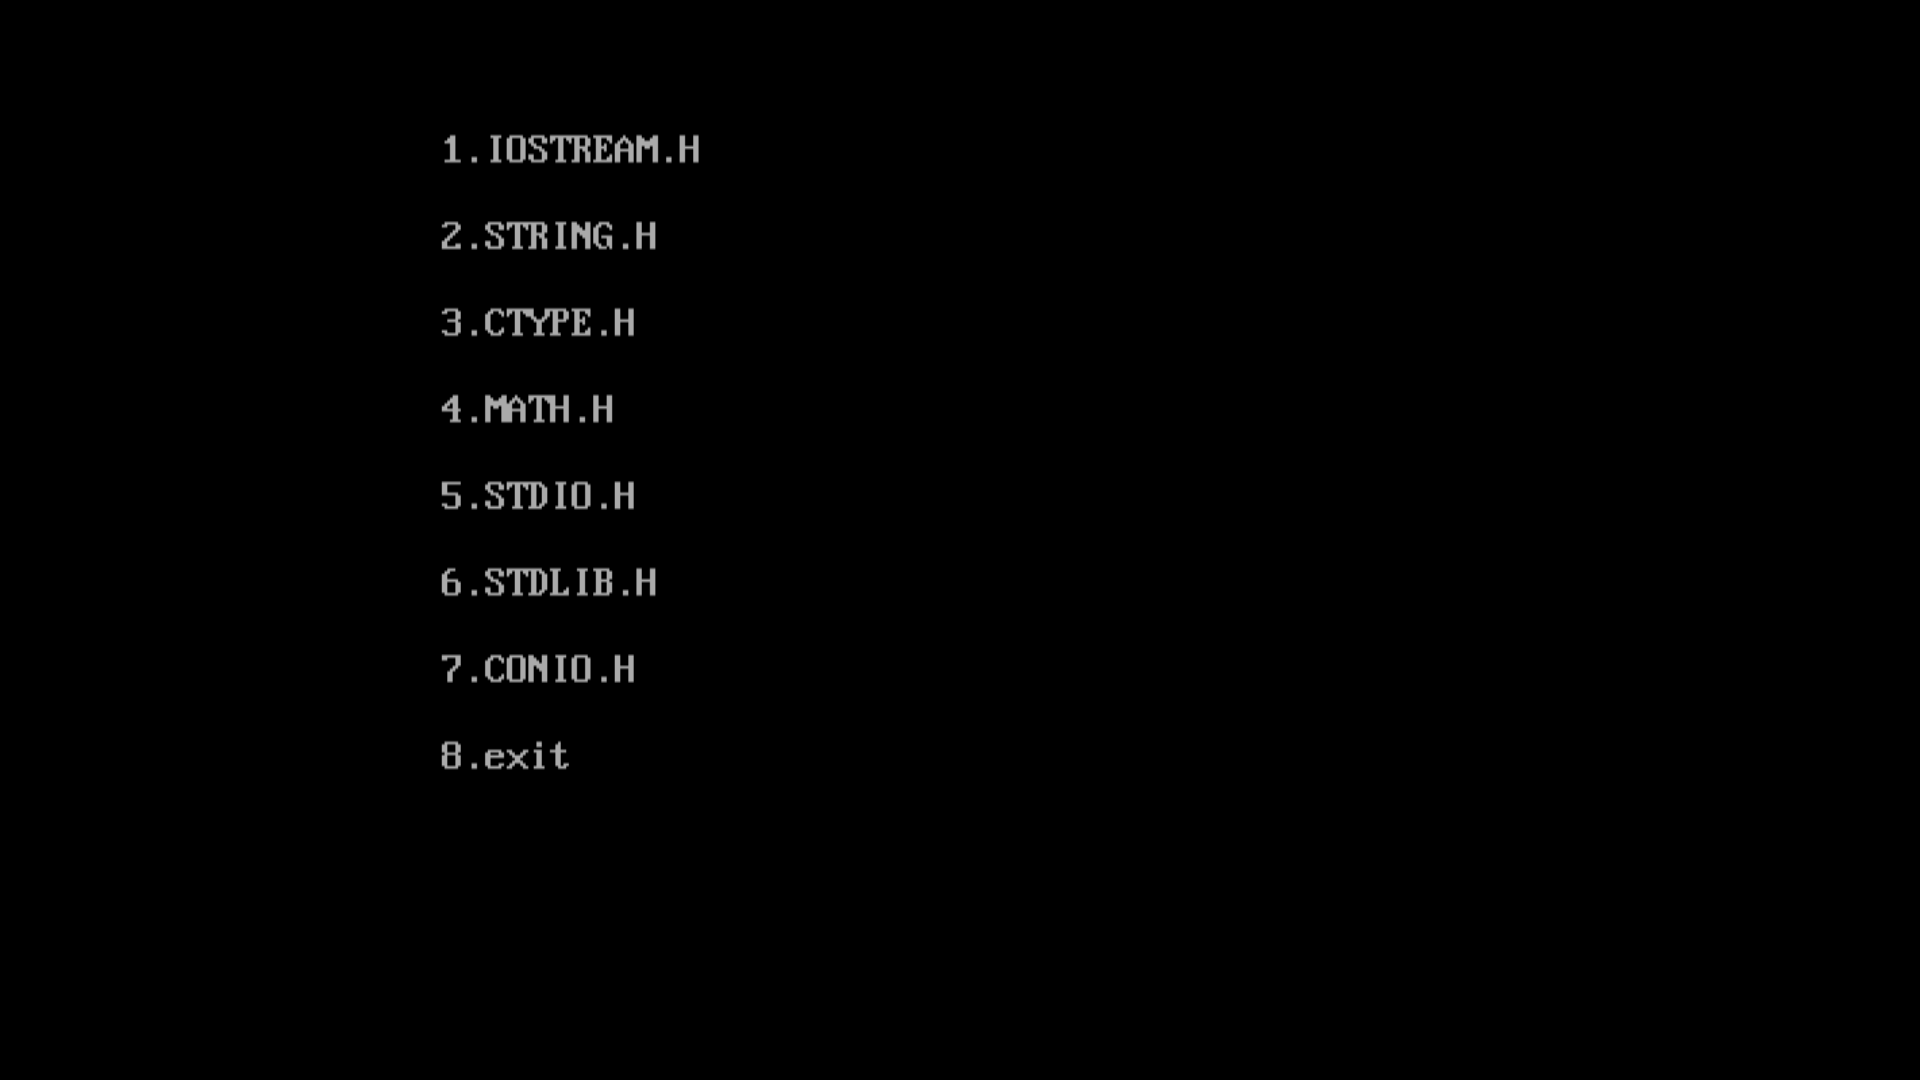 1.IOSTREAM.H
2.STRING.H
3.CTYPE.H
4.MATH.H
5.STDIO.H
6.STDLIB.H
7.CONIO.H
8.exit